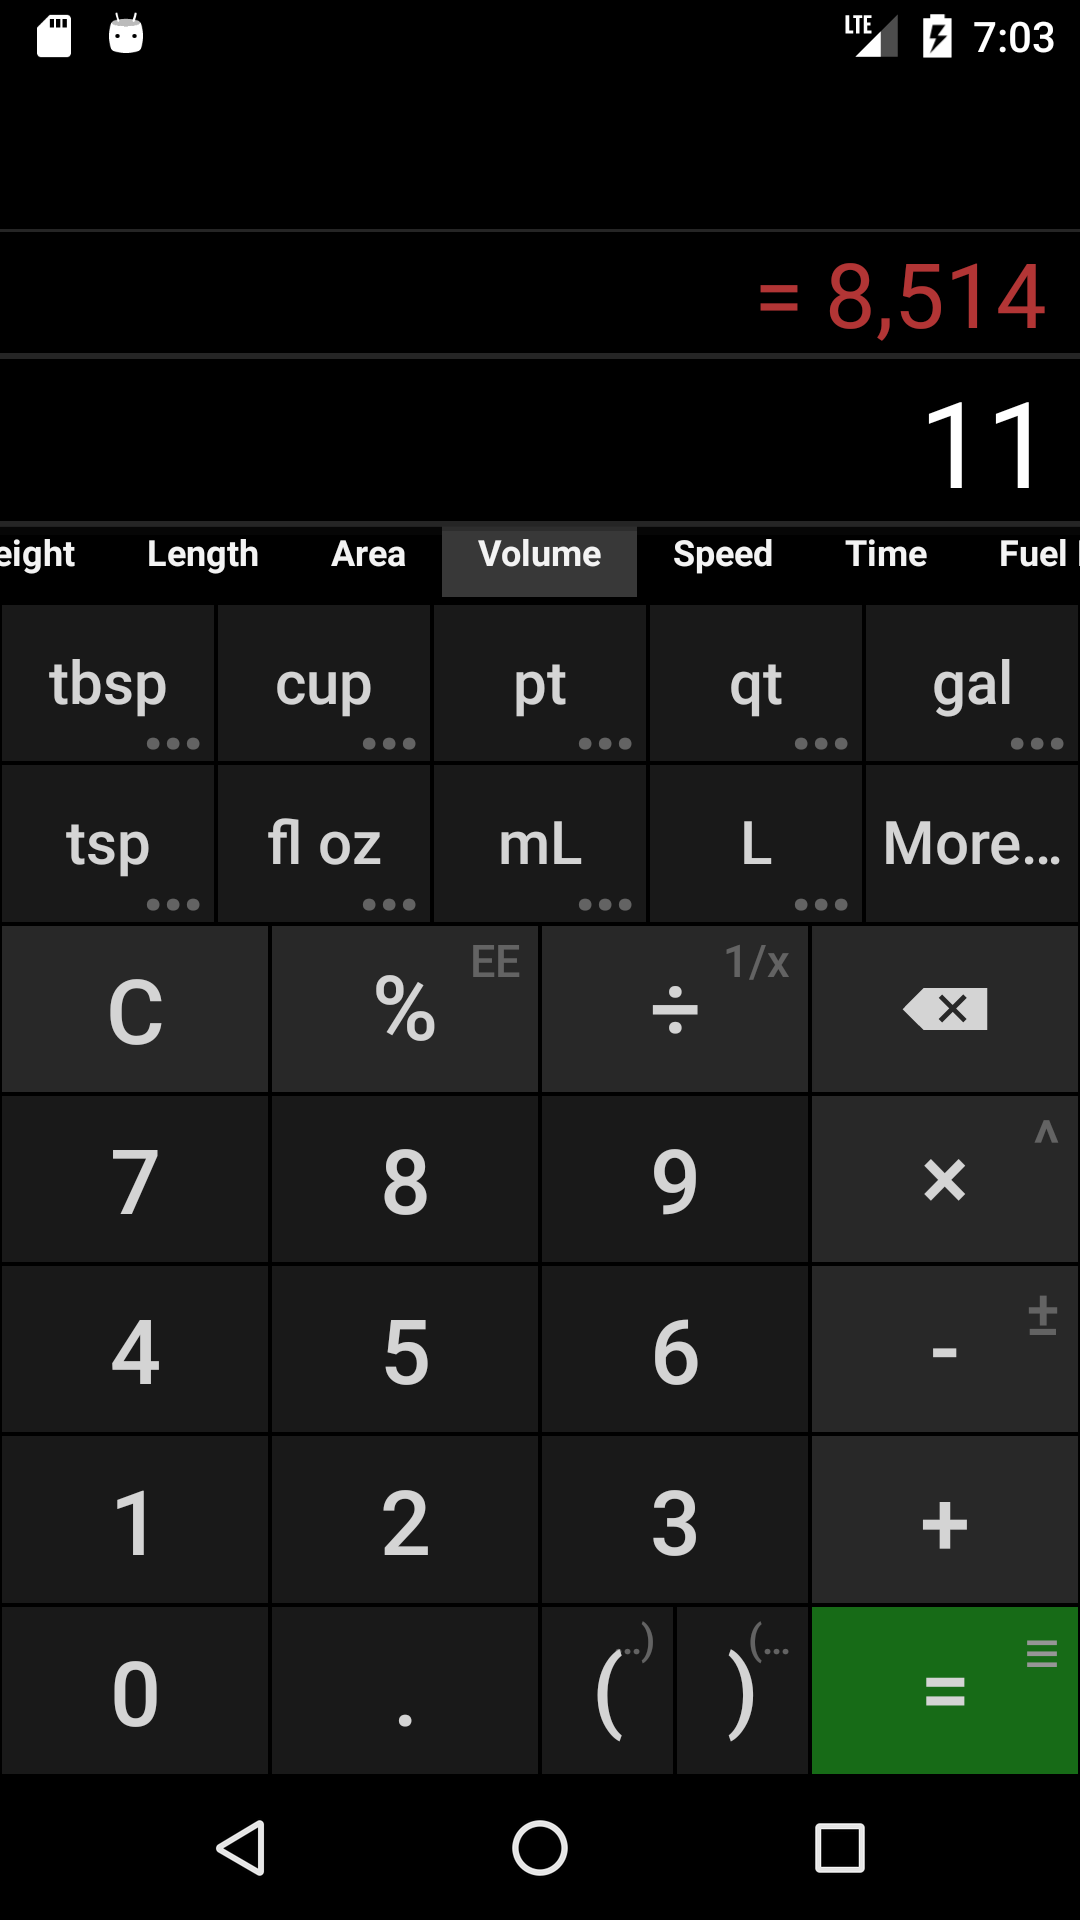 LTE 7:03
= 8,514
11
eight Length Area Volume Speed Time Fuel
tbsp cup pt qt gal
tsp fl oz mL L More...
C % EE ÷ 1/x
7 8 9 × ^
4 5 6 - ±
1 2 3 +
0 . ( ..) ) (... =